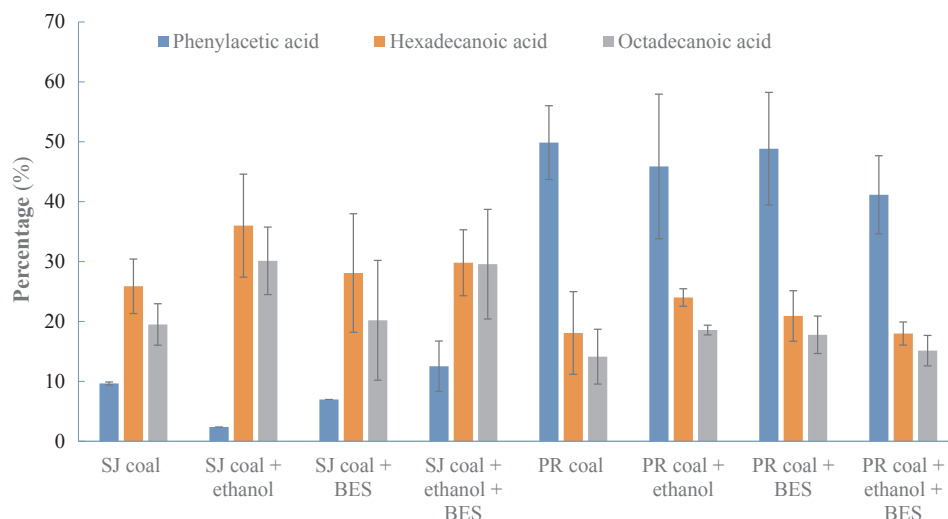 70
60
50
40
30
20
10
0
Percentage (%)
Phenylacetic acid
Hexadecanoic acid
Octadecanoic acid
SJ coal
SJ coal +
ethanol
SJ coal +
BES
SJ coal +
ethanol +
BES
PR coal
PR coal +
ethanol
PR coal +
BES
PR coal +
ethanol +
BES